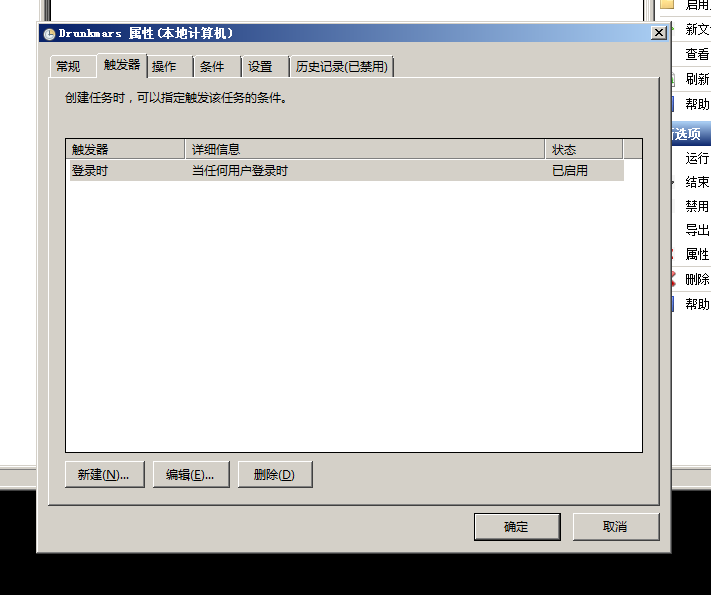 Drunkmars 属性(本地计算机)
常规 触发器 操作 条件 设置 历史记录(已禁用)
创建任务时，可以指定触发该任务的条件。
触发器 详细信息 状态
登录时 当任何用户登录时 已启用
新建(N)... 编辑(E)... 删除(D)
确定 取消
新文
查看
刷新
帮助
选项
运行
结束
禁用
导出
属性
删除
帮助